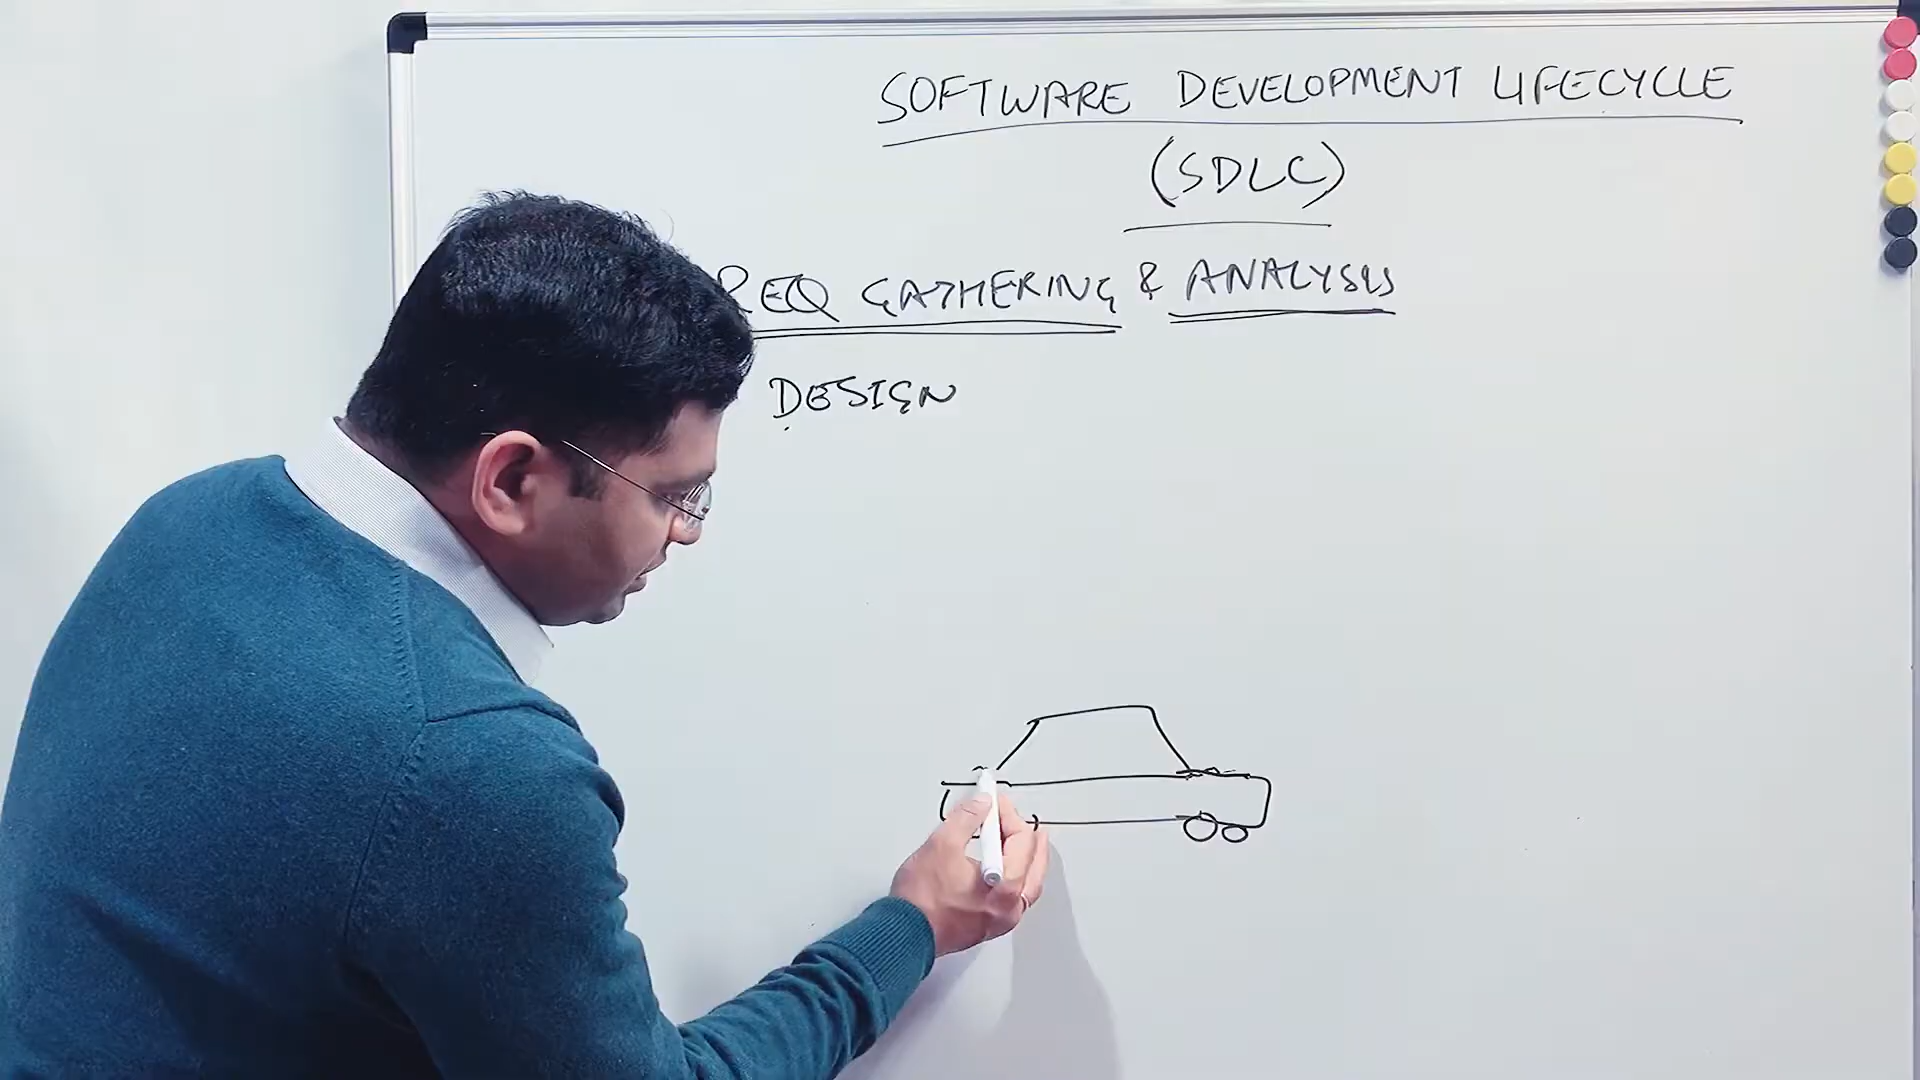 SOFTWARE DEVELOPMENT LIFECYCLE
(SDLC)
REQ GATHERING & ANALYSIS
DESIGN